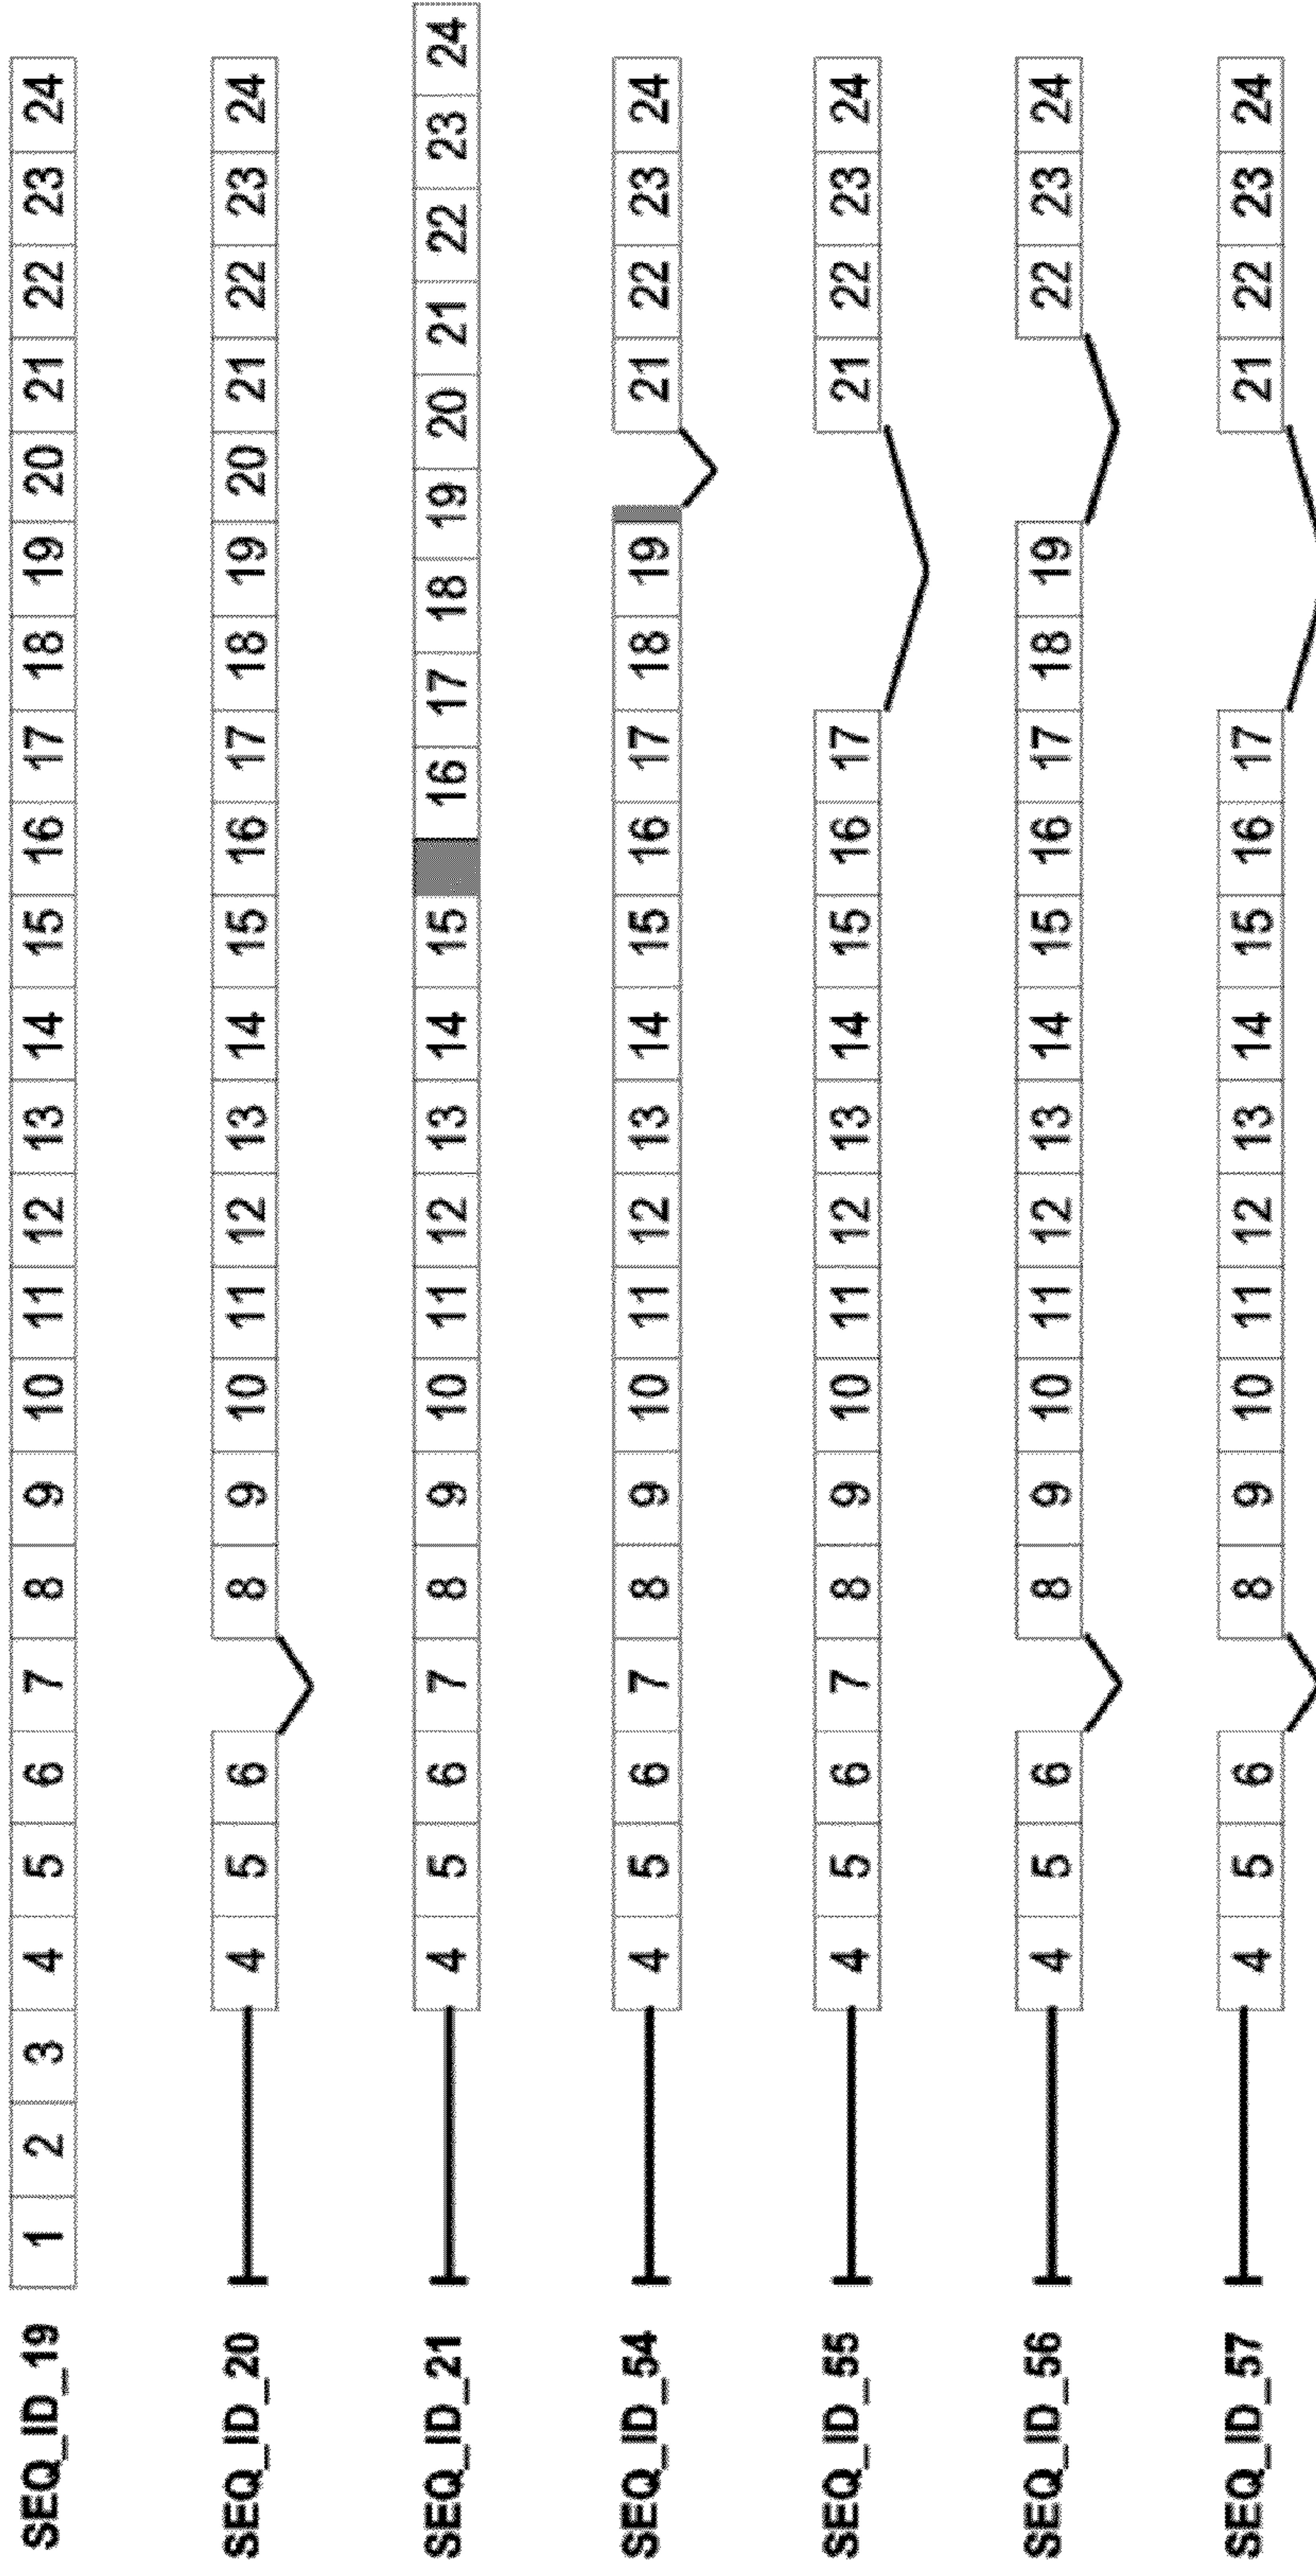 SEQ_ID_19 1 2 3 4 5 6 7 8 9 10 11 12 13 14 15 16 17 18 19 20 21 22 23 24
SEQ_ID_20 4 5 6 8 9 10 11 12 13 14 15 16 17 18 19 20 21 22 23 24
SEQ_ID_21 4 5 6 7 8 9 10 11 12 13 14 15 16 17 18 19 20 21 22 23 24
SEQ_ID_54 4 5 6 7 8 9 10 11 12 13 14 15 16 17 18 19 21 22 23 24
SEQ_ID_55 4 5 6 7 8 9 10 11 12 13 14 15 16 17 21 22 23 24
SEQ_ID_56 4 5 6 8 9 10 11 12 13 14 15 16 17 18 19 22 23 24
SEQ_ID_57 4 5 6 8 9 10 11 12 13 14 15 16 17 21 22 23 24